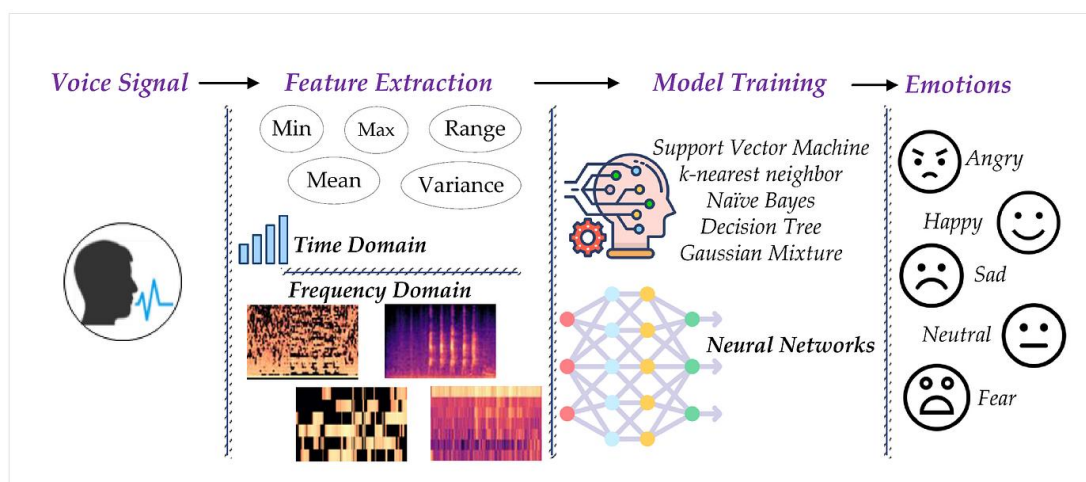 Voice Signal
Feature Extraction
Model Training
Emotions
Min
Max
Range
Mean
Variance
Time Domain
Frequency Domain
Support Vector Machine
k-nearest neighbor
Naïve Bayes
Decision Tree
Gaussian Mixture
Neural Networks
Angry
Happy
Sad
Neutral
Fear